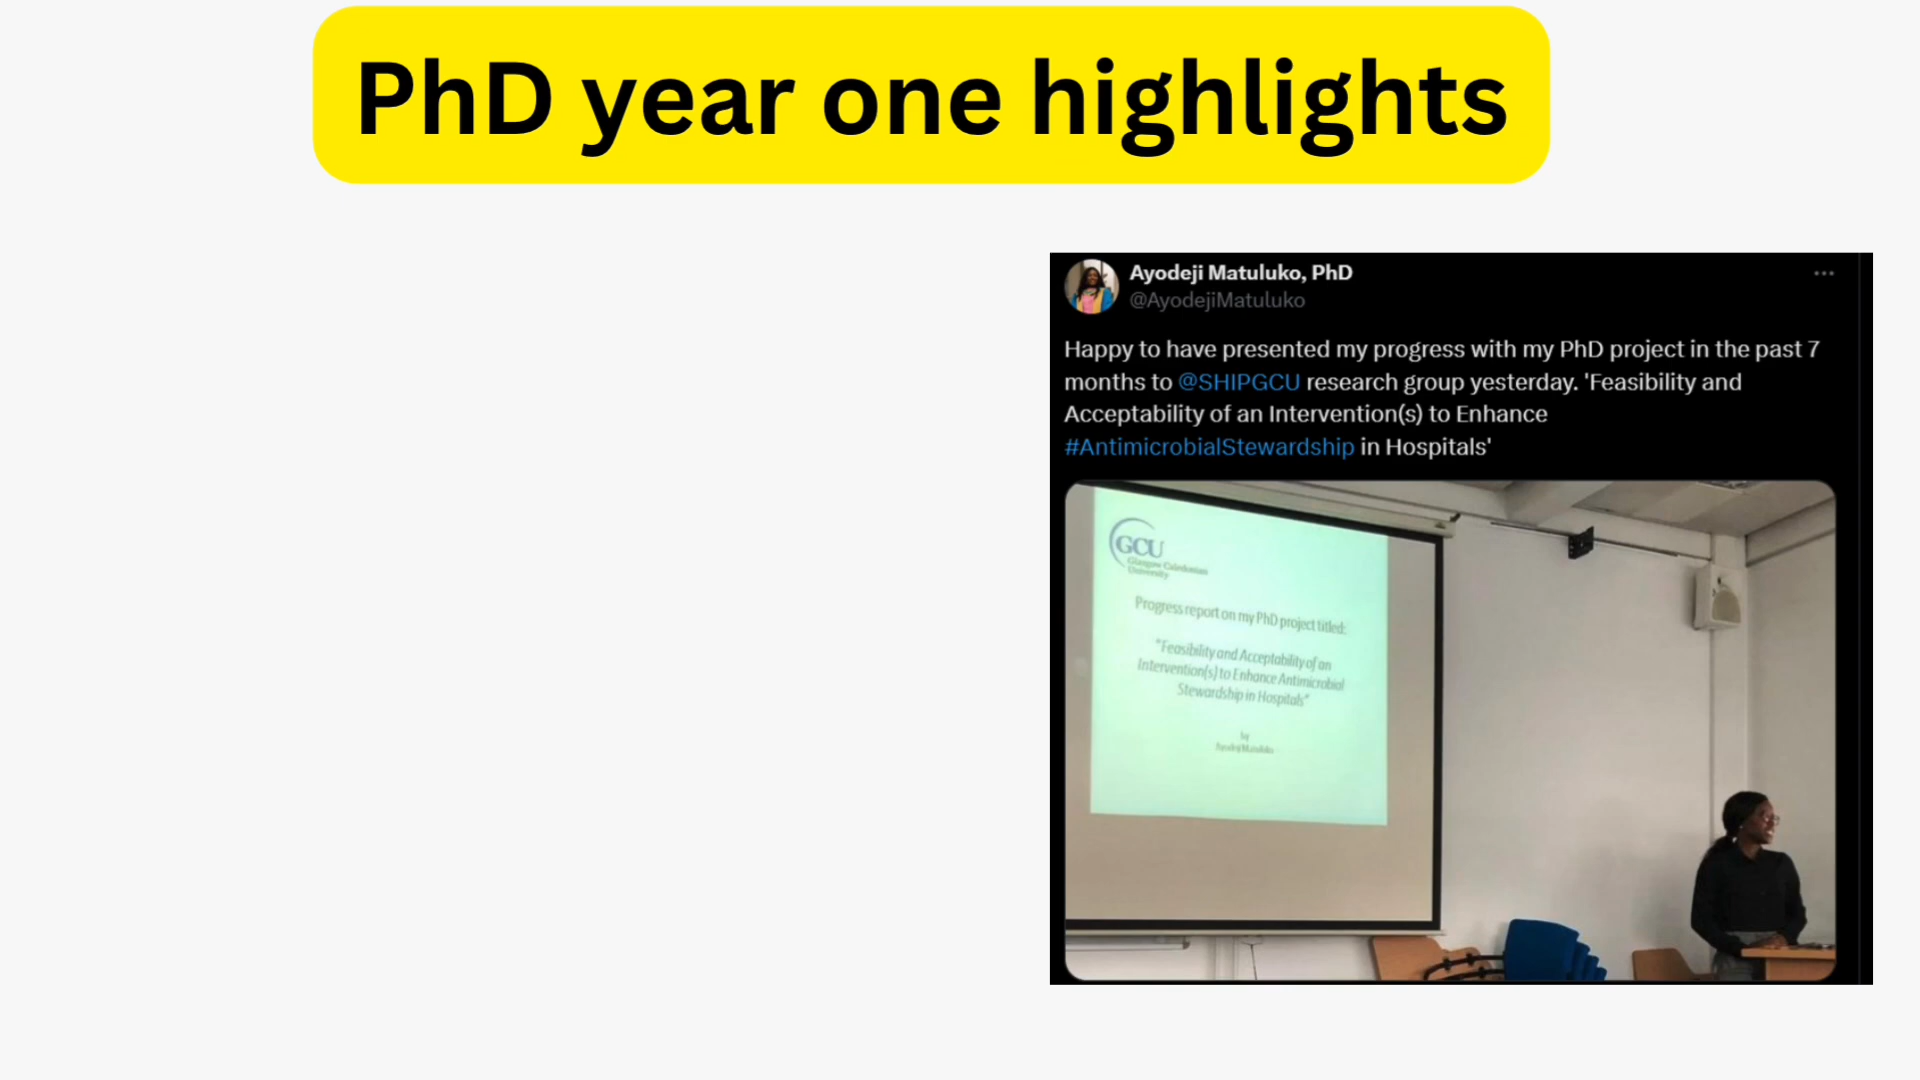 PhD year one highlights
Ayodeji Matuluko, PhD
@AyodejiMatuluko
Happy to have presented my progress with my PhD project in the past 7
months to @SHIPGCU research group yesterday. 'Feasibility and
Acceptability of an Intervention(s) to Enhance
#AntimicrobialStewardship in Hospitals'
GCU
Glasgow Caledonian
University
Progress report on my PhD project titled:
"Feasibility and Acceptability of an
Intervention(s) to Enhance Antimicrobial
Stewardship in Hospitals"
by
Ayodeji Matuluko